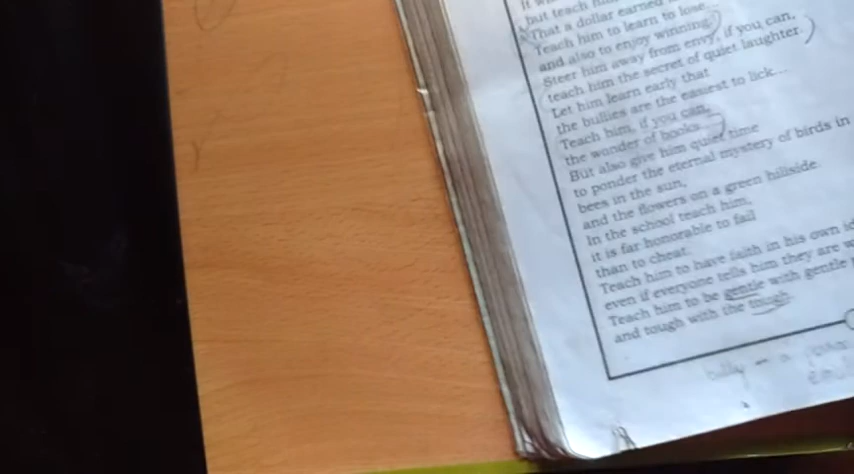 but teach him
That a dollar earned
Teach him to learn to lose...
and also to enjoy winning.
Steer him away from envy, if you can,
teach him the secret of quiet laughter.
Let him learn early that
the bullies are the easiest to lick...
Teach him, if you can,
the wonder of books...
But also give him quiet time
to ponder the eternal mystery of birds in
bees in the sun,
and the flowers on a green hillside.
In the school teach him,
it is far honorable to fail
than to cheat.
Teach him to have faith in his own
even if everyone tells him they are
Teach him to be gentle with gentle
and tough with the tough.